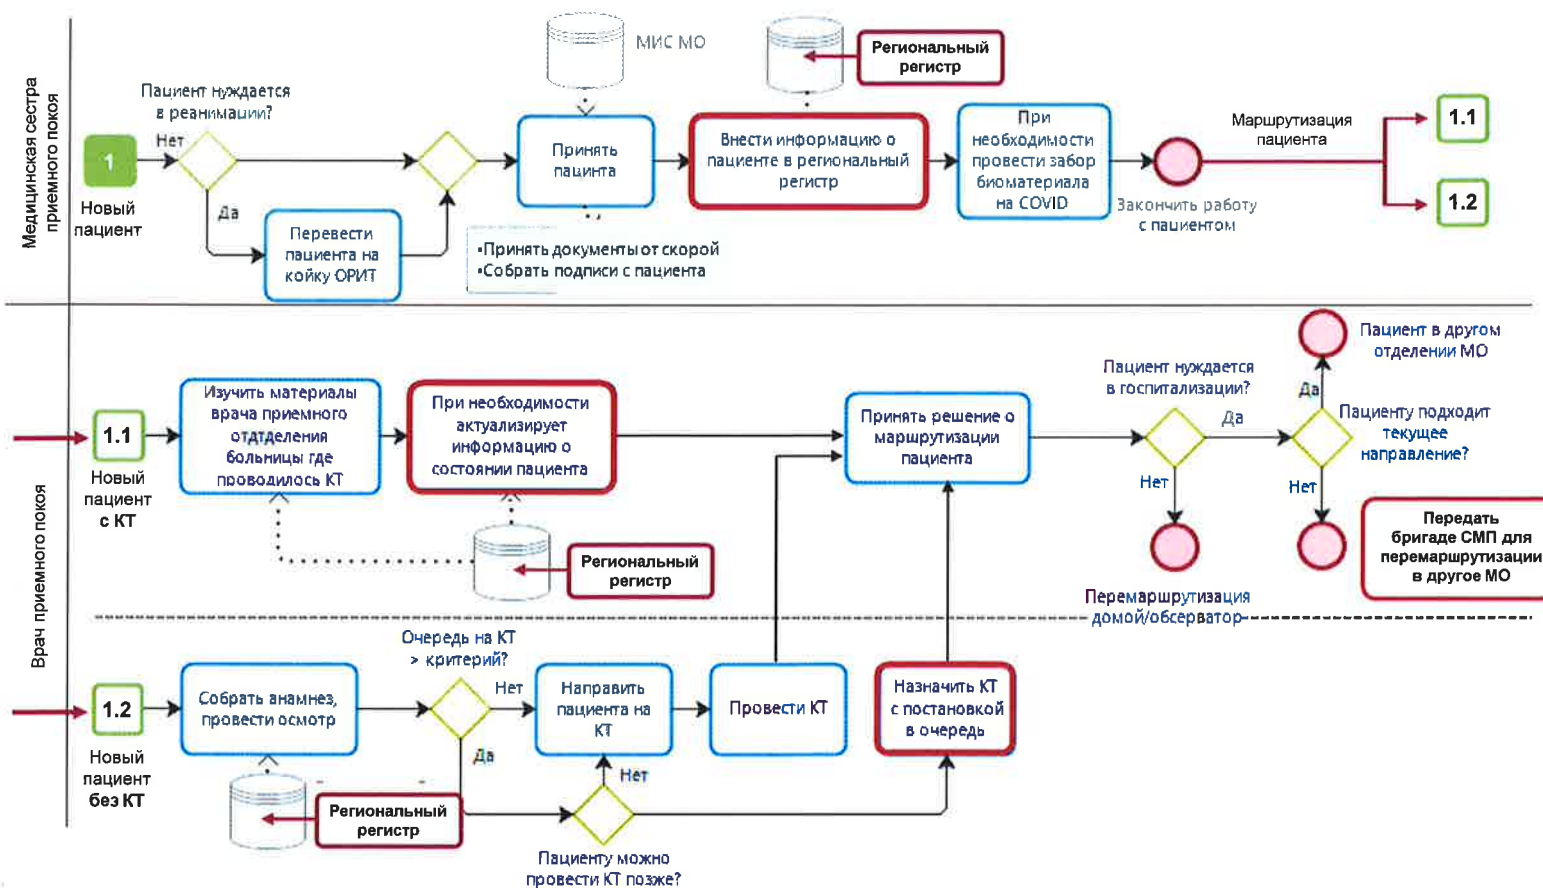 Медицинская сестра
приемного покоя
Пациент нуждается
в реанимации?
1
Новый
пациент
Нет
Да
Перевести
пациента на
койку ОРИТ
МИС МО
Принять
пацинта
•Принять документы от скорой
•Собрать подписи с пациента
Региональный
регистр
Внести информацию о
пациенте в региональный
регистр
При
необходимости
провести забор
биоматериала
на COVID
Закончить работу
с пациентом
Маршрутизация
пациента
1.1
1.2
Врач приемного покоя
1.1
Новый
пациент
с КТ
Изучить материалы
врача приемного
отдтделения
больницы где
проводилось КТ
При необходимости
актуализирует
информацию о
состоянии пациента
Региональный
регистр
Принять решение о
маршрутизации
пациента
Пациент нуждается
в госпитализации?
Да
Нет
Перемаршрутизация
домой/обсерватор
Пациент в другом
отделении МО
Да
Пациенту подходит
текущее
направление?
Нет
Передать
бригаде СМП для
перемаршрутизации
в другое МО
1.2
Новый
пациент
без КТ
Собрать анамнез,
провести осмотр
Региональный
регистр
Очередь на КТ
> критерий?
Нет
Да
Направить
пациента на
КТ
Нет
Пациенту можно
провести КТ позже?
Провести КТ
Назначить КТ
с постановкой
в очередь